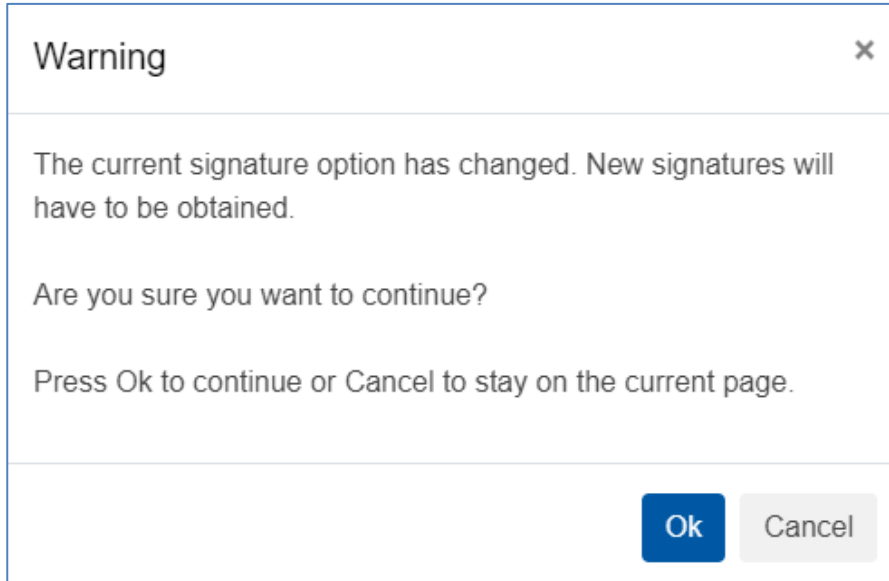 Warning
×
The current signature option has changed. New signatures will
have to be obtained.
Are you sure you want to continue?
Press Ok to continue or Cancel to stay on the current page.
Ok Cancel